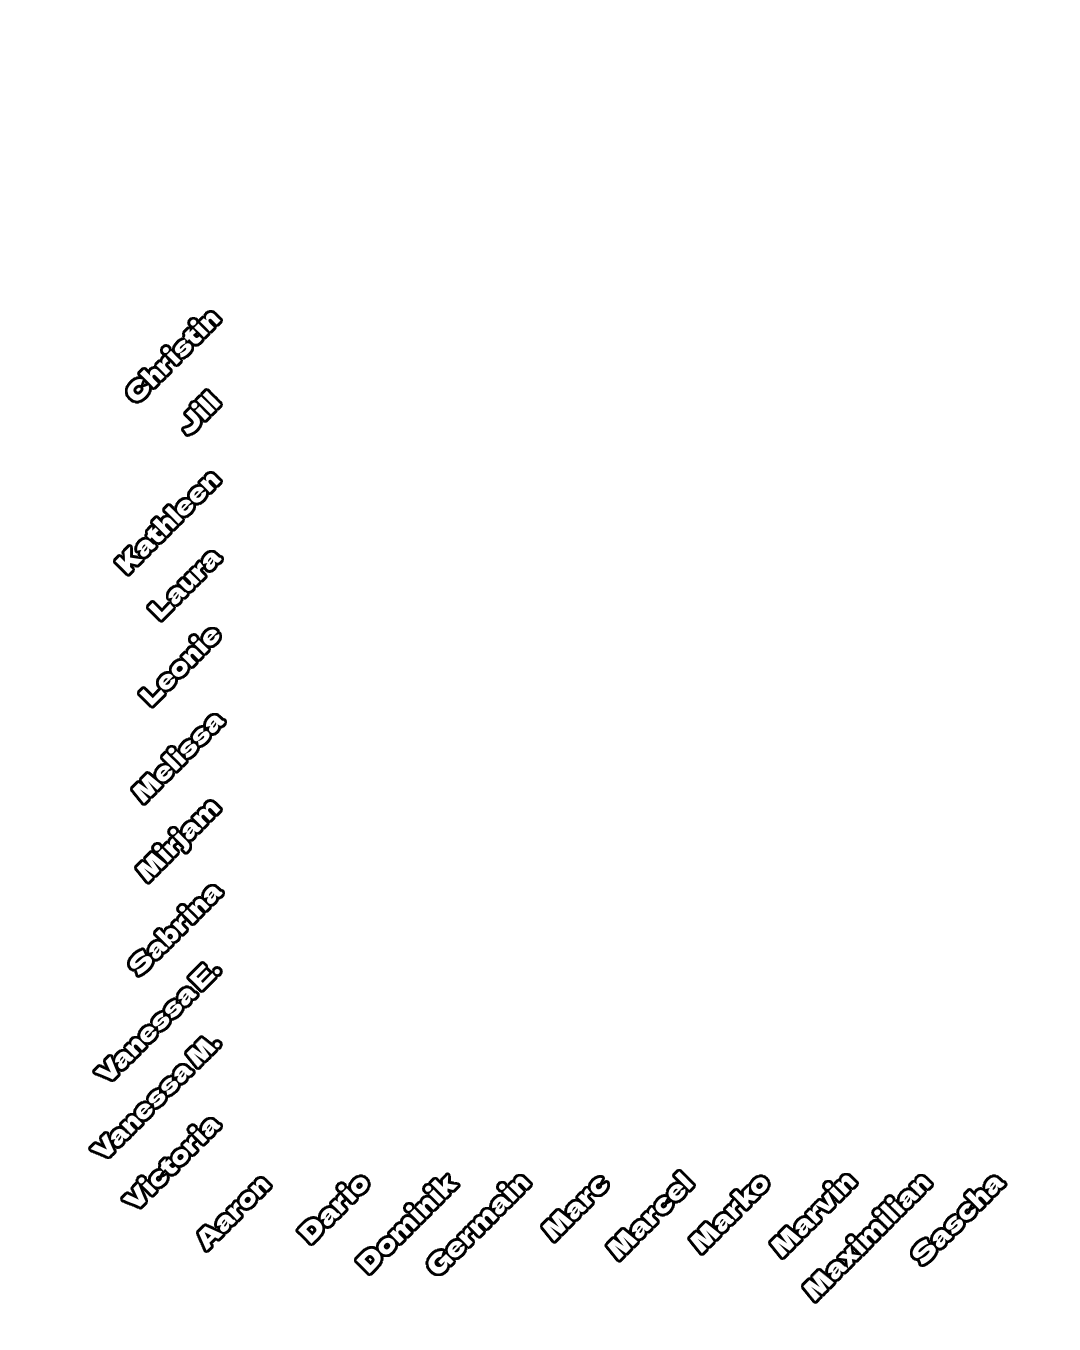 Christin
Jil
Kathleen
Laura
Leonie
Melissa
Mirjam
Sabrina
Vanessa E.
Vanessa M.
Victoria
Aaron
Dario
Dominik
Germain
Marc
Marcel
Marko
Marvin
Maximilian
Sascha